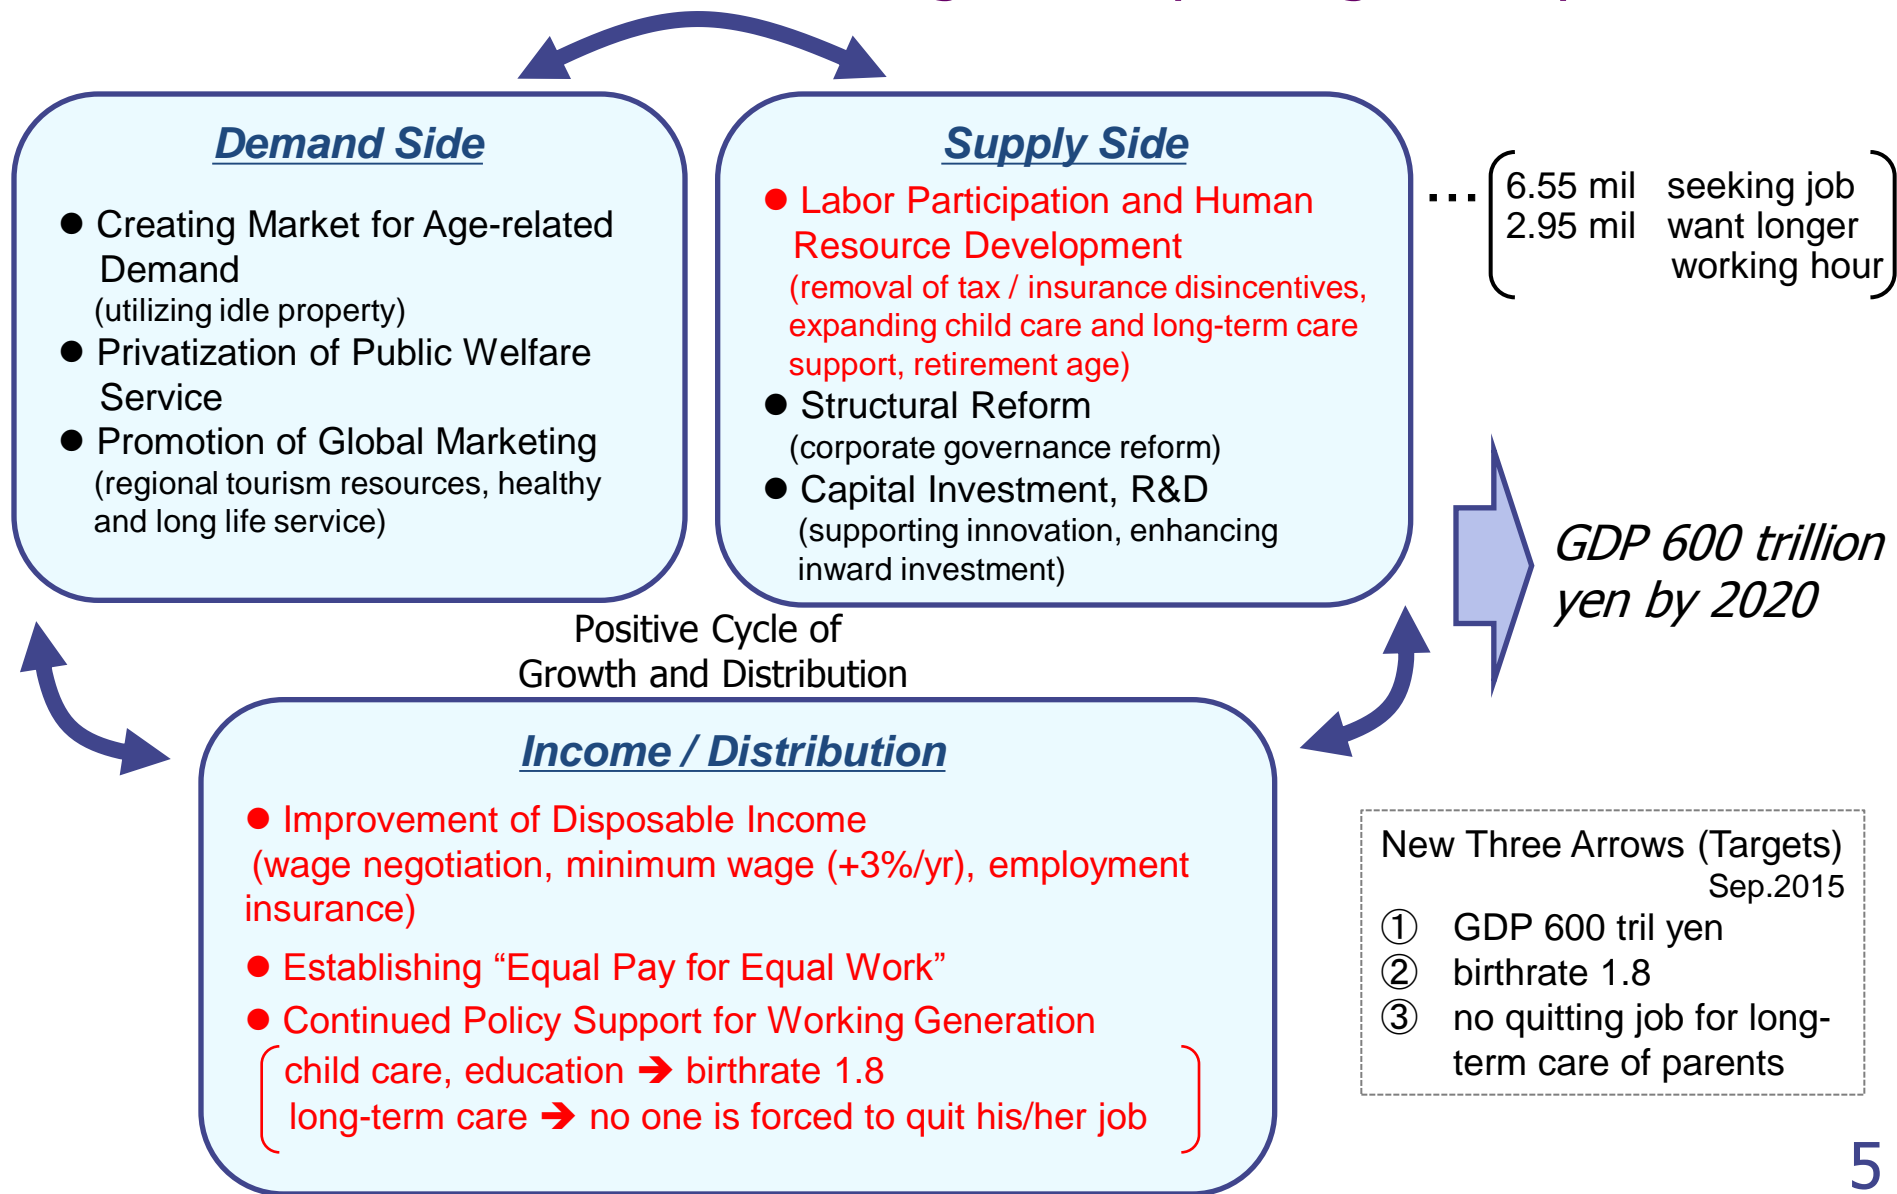 Demand Side
● Creating Market for Age-related
Demand
(utilizing idle property)
● Privatization of Public Welfare
Service
● Promotion of Global Marketing
(regional tourism resources, healthy
and long life service)
Supply Side
● Labor Participation and Human
Resource Development
(removal of tax / insurance disincentives,
expanding child care and long-term care
support, retirement age)
● Structural Reform
(corporate governance reform)
● Capital Investment, R&D
(supporting innovation, enhancing
inward investment)
… 6.55 mil seeking job
2.95 mil want longer
working hour
GDP 600 trillion
yen by 2020
Positive Cycle of
Growth and Distribution
Income / Distribution
● Improvement of Disposable Income
(wage negotiation, minimum wage (+3%/yr), employment
insurance)
● Establishing “Equal Pay for Equal Work”
● Continued Policy Support for Working Generation
child care, education ➔ birthrate 1.8
long-term care ➔ no one is forced to quit his/her job
New Three Arrows (Targets)
Sep.2015
① GDP 600 tril yen
② birthrate 1.8
③ no quitting job for long-
term care of parents
5